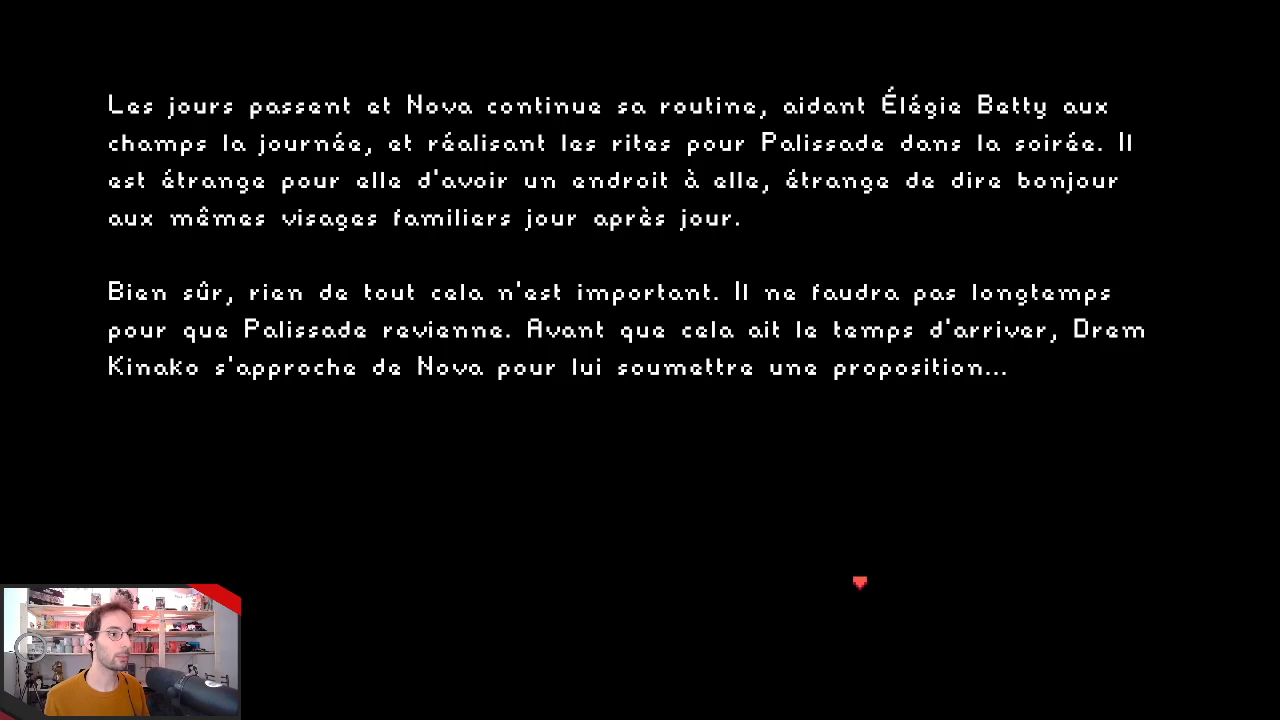 Les jours passent et Nova continue sa routine, aidant Élégie Betty aux
champs la journée, et réalisant les rites pour Palissade dans la soirée. Il
est étrange pour elle d'avoir un endroit à elle, étrange de dire bonjour
aux mêmes visages familiers jour après jour.
Bien sûr, rien de tout cela n'est important. Il ne faudra pas longtemps
pour que Palissade revienne. Avant que cela ait le temps d'arriver, Drem
Kinako s'approche de Nova pour lui soumettre une proposition...